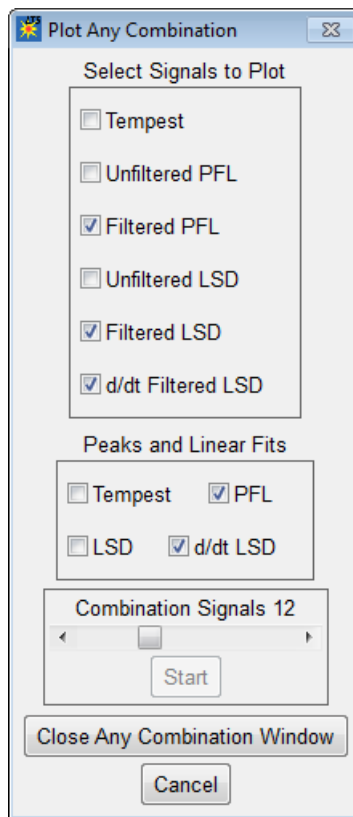 Plot Any Combination
Select Signals to Plot
Tempest
Unfiltered PFL
Filtered PFL
Unfiltered LSD
Filtered LSD
d/dt Filtered LSD
Peaks and Linear Fits
Tempest PFL
LSD d/dt LSD
Combination Signals 12
Start
Close Any Combination Window
Cancel